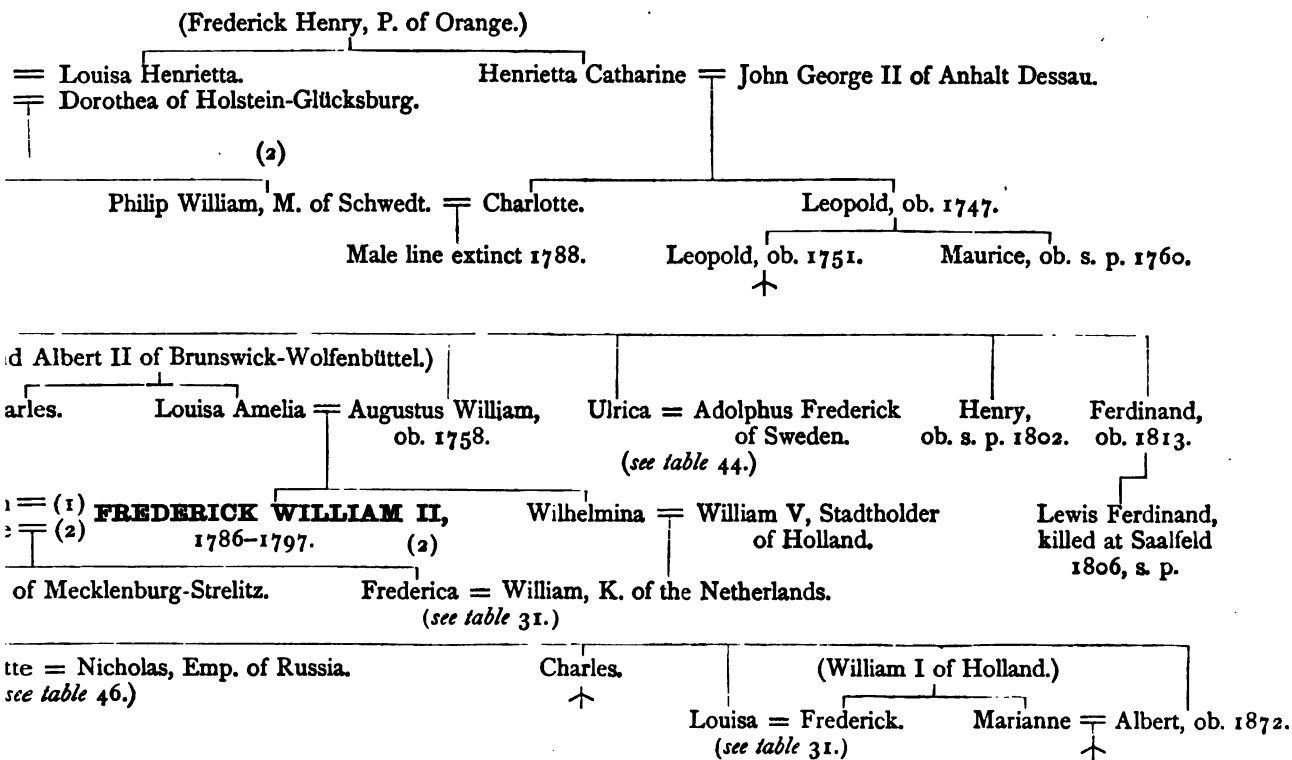 (Frederick Henry, P. of Orange.)
= Louisa Henrietta. Henrietta Catharine = John George II of Anhalt Dessau.
= Dorothea of Holstein-Glücksburg.
(2)
Philip William, M. of Schwedt. = Charlotte. Leopold, ob. 1747.
Male line extinct 1788. Leopold, ob. 1751. Maurice, ob. s. p. 1760.
d Albert II of Brunswick-Wolfenbüttel.)
arles. Louisa Amelia = Augustus William, Ulrica = Adolphus Frederick Henry, Ferdinand,
ob. 1758. of Sweden. ob. s. p. 1802. ob. 1813.
(see table 44.)
= (1) FREDERICK WILLIAM II, Wilhelmina = William V, Stadtholder Lewis Ferdinand,
e = (2) 1786–1797. (2) of Holland. killed at Saalfeld
1806, s. p.
of Mecklenburg-Strelitz. Frederica = William, K. of the Netherlands.
(see table 31.)
tte = Nicholas, Emp. of Russia. Charles. (William I of Holland.)
see table 46.)
Louisa = Frederick. Marianne = Albert, ob. 1872.
(see table 31.)